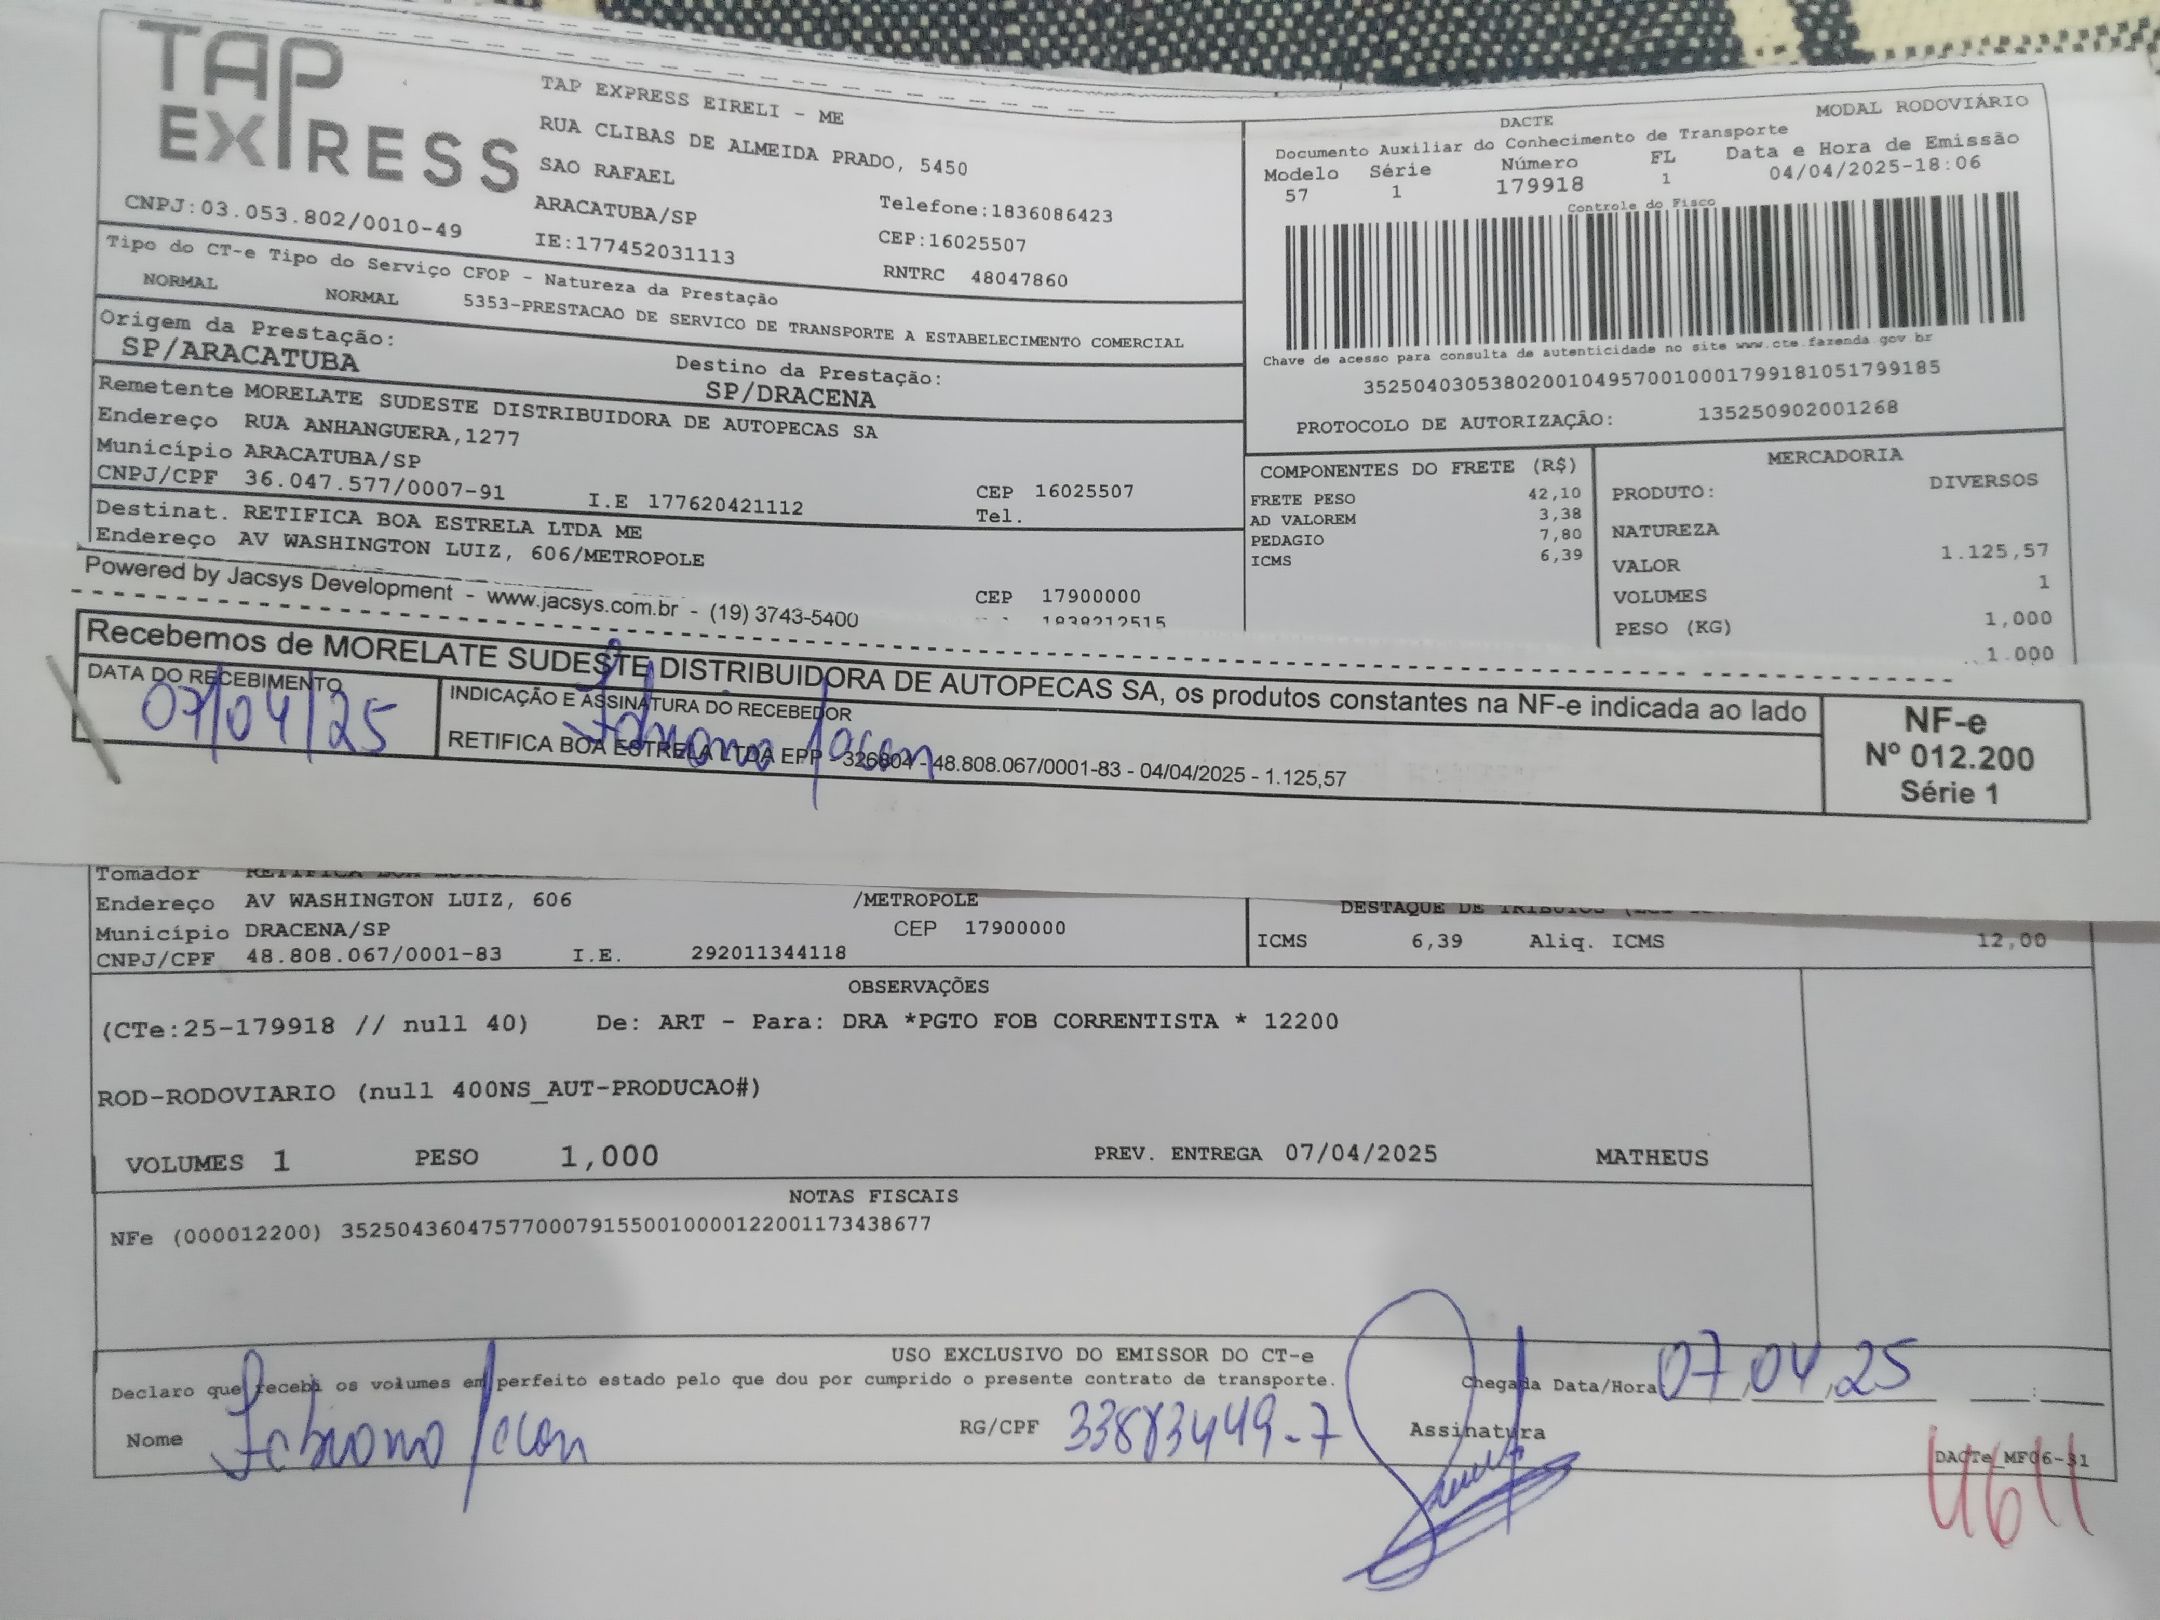 TAP
EXPRESS
TAP EXPRESS EIRELI - ME
RUA CLIBAS DE ALMEIDA PRADO, 5450
SAO RAFAEL
ARACATUBA/SP
Telefone:1836086423
CNPJ:03.053.802/0010-49
IE:177452031113
CEP:16025507
RNTRC 48047860
Tipo do CT-e Tipo do Serviço CFOP - Natureza da Prestação
NORMAL NORMAL 5353-PRESTACAO DE SERVICO DE TRANSPORTE A ESTABELECIMENTO COMERCIAL
Origem da Prestação:
SP/ARACATUBA
Destino da Prestação:
SP/DRACENA
Remetente MORELATE SUDESTE DISTRIBUIDORA DE AUTOPECAS SA
Endereço RUA ANHANGUERA,1277
Município ARACATUBA/SP
CEP 16025507
CNPJ/CPF 36.047.577/0007-91 I.E 177620421112
Tel.
Destinat. RETIFICA BOA ESTRELA LTDA ME
Endereço AV WASHINGTON LUIZ, 606/METROPOLE
CEP 17900000
1838212515
MODAL RODOVIÁRIO
DACTE
Documento Auxiliar do Conhecimento de Transporte
Modelo Série Número FL Data e Hora de Emissão
57 1 179918 1 04/04/2025-18:06
Controle do Fisco
Chave de acesso para consulta de autenticidade no site www.cte.fazenda.gov.br
35250403053802001049570010001799181051799185
PROTOCOLO DE AUTORIZAÇÃO: 135250902001268
COMPONENTES DO FRETE (R$)
FRETE PESO 42,10
AD VALOREM 3,38
PEDAGIO 7,80
ICMS 6,39
MERCADORIA
PRODUTO: DIVERSOS
NATUREZA
VALOR 1.125,57
VOLUMES 1
PESO (KG) 1,000
1.000
Powered by Jacsys Development - www.jacsys.com.br - (19) 3743-5400
Recebemos de MORELATE SUDESTE DISTRIBUIDORA DE AUTOPECAS SA, os produtos constantes na NF-e indicada ao lado
DATA DO RECEBIMENTO
07/04/25
INDICAÇÃO E ASSINATURA DO RECEBEDOR
RETIFICA BOA ESTRELA LTDA EPP - 326804 - 48.808.067/0001-83 - 04/04/2025 - 1.125,57
NF-e
Nº 012.200
Série 1
Tomador RETIFICA BOA
Endereço AV WASHINGTON LUIZ, 606 /METROPOLE
Município DRACENA/SP CEP 17900000
CNPJ/CPF 48.808.067/0001-83 I.E. 292011344118
DESTAQUE DE TRIBUTOS
ICMS 6,39 Aliq. ICMS 12,00
OBSERVAÇÕES
(CTe:25-179918 // null 40) De: ART - Para: DRA *PGTO FOB CORRENTISTA * 12200
ROD-RODOVIARIO (null 400NS_AUT-PRODUCAO#)
VOLUMES 1 PESO 1,000 PREV. ENTREGA 07/04/2025 MATHEUS
NOTAS FISCAIS
NFe (000012200) 35250436047577000791550010000122001173438677
USO EXCLUSIVO DO EMISSOR DO CT-e
Declaro que recebi os volumes em perfeito estado pelo que dou por cumprido o presente contrato de transporte.
Chegada Data/Hora 07,04,25 :
Nome RG/CPF 33883449-7 Assinatura
DACTe_MF06-31
4611